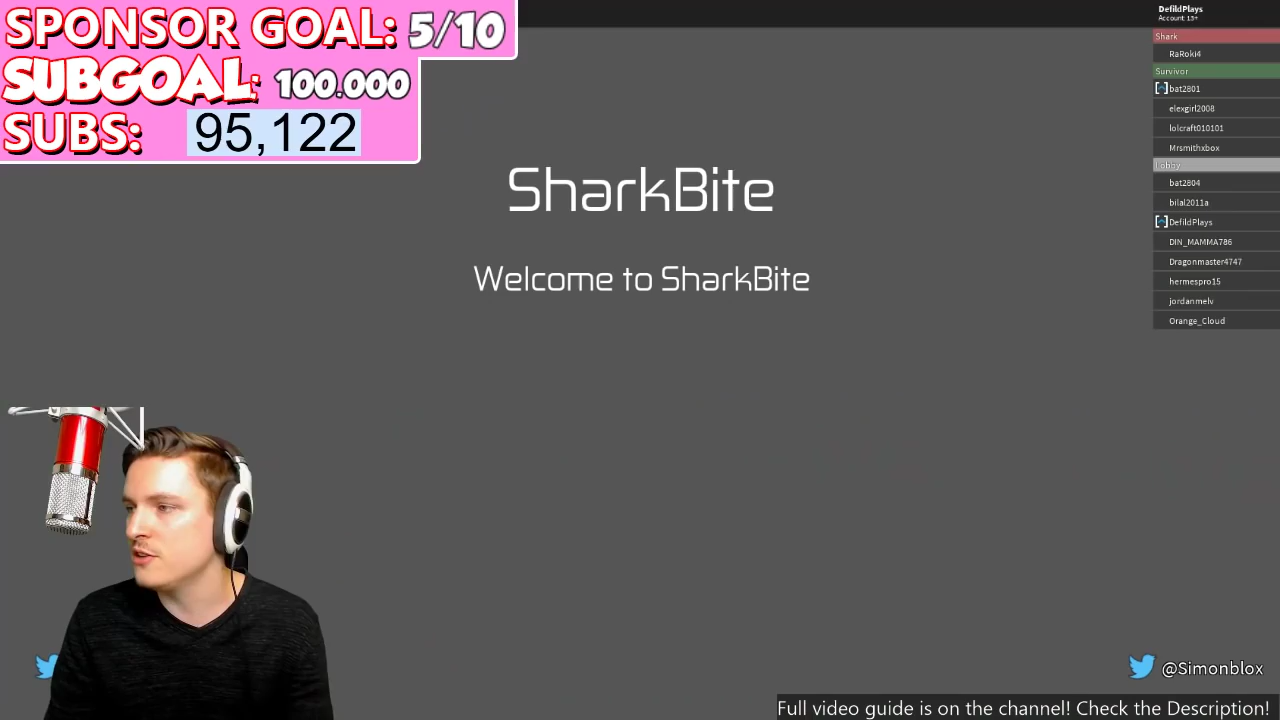 SPONSOR GOAL: 5/10
SUBGOAL: 100.000
SUBS: 95,122
SharkBite
Welcome to SharkBite
DefildPlays
Account: 13+
Shark
RaRoki4
Survivor
bat2801
elexgirl2008
lolcraft010101
Mrsmithxbox
Lobby
bat2804
bilal2011a
DefildPlays
DIN_MAMMA786
Dragonmaster4747
hermespro15
jordanmelv
Orange_Cloud
@Simonblox
Full video guide is on the channel! Check the Description!